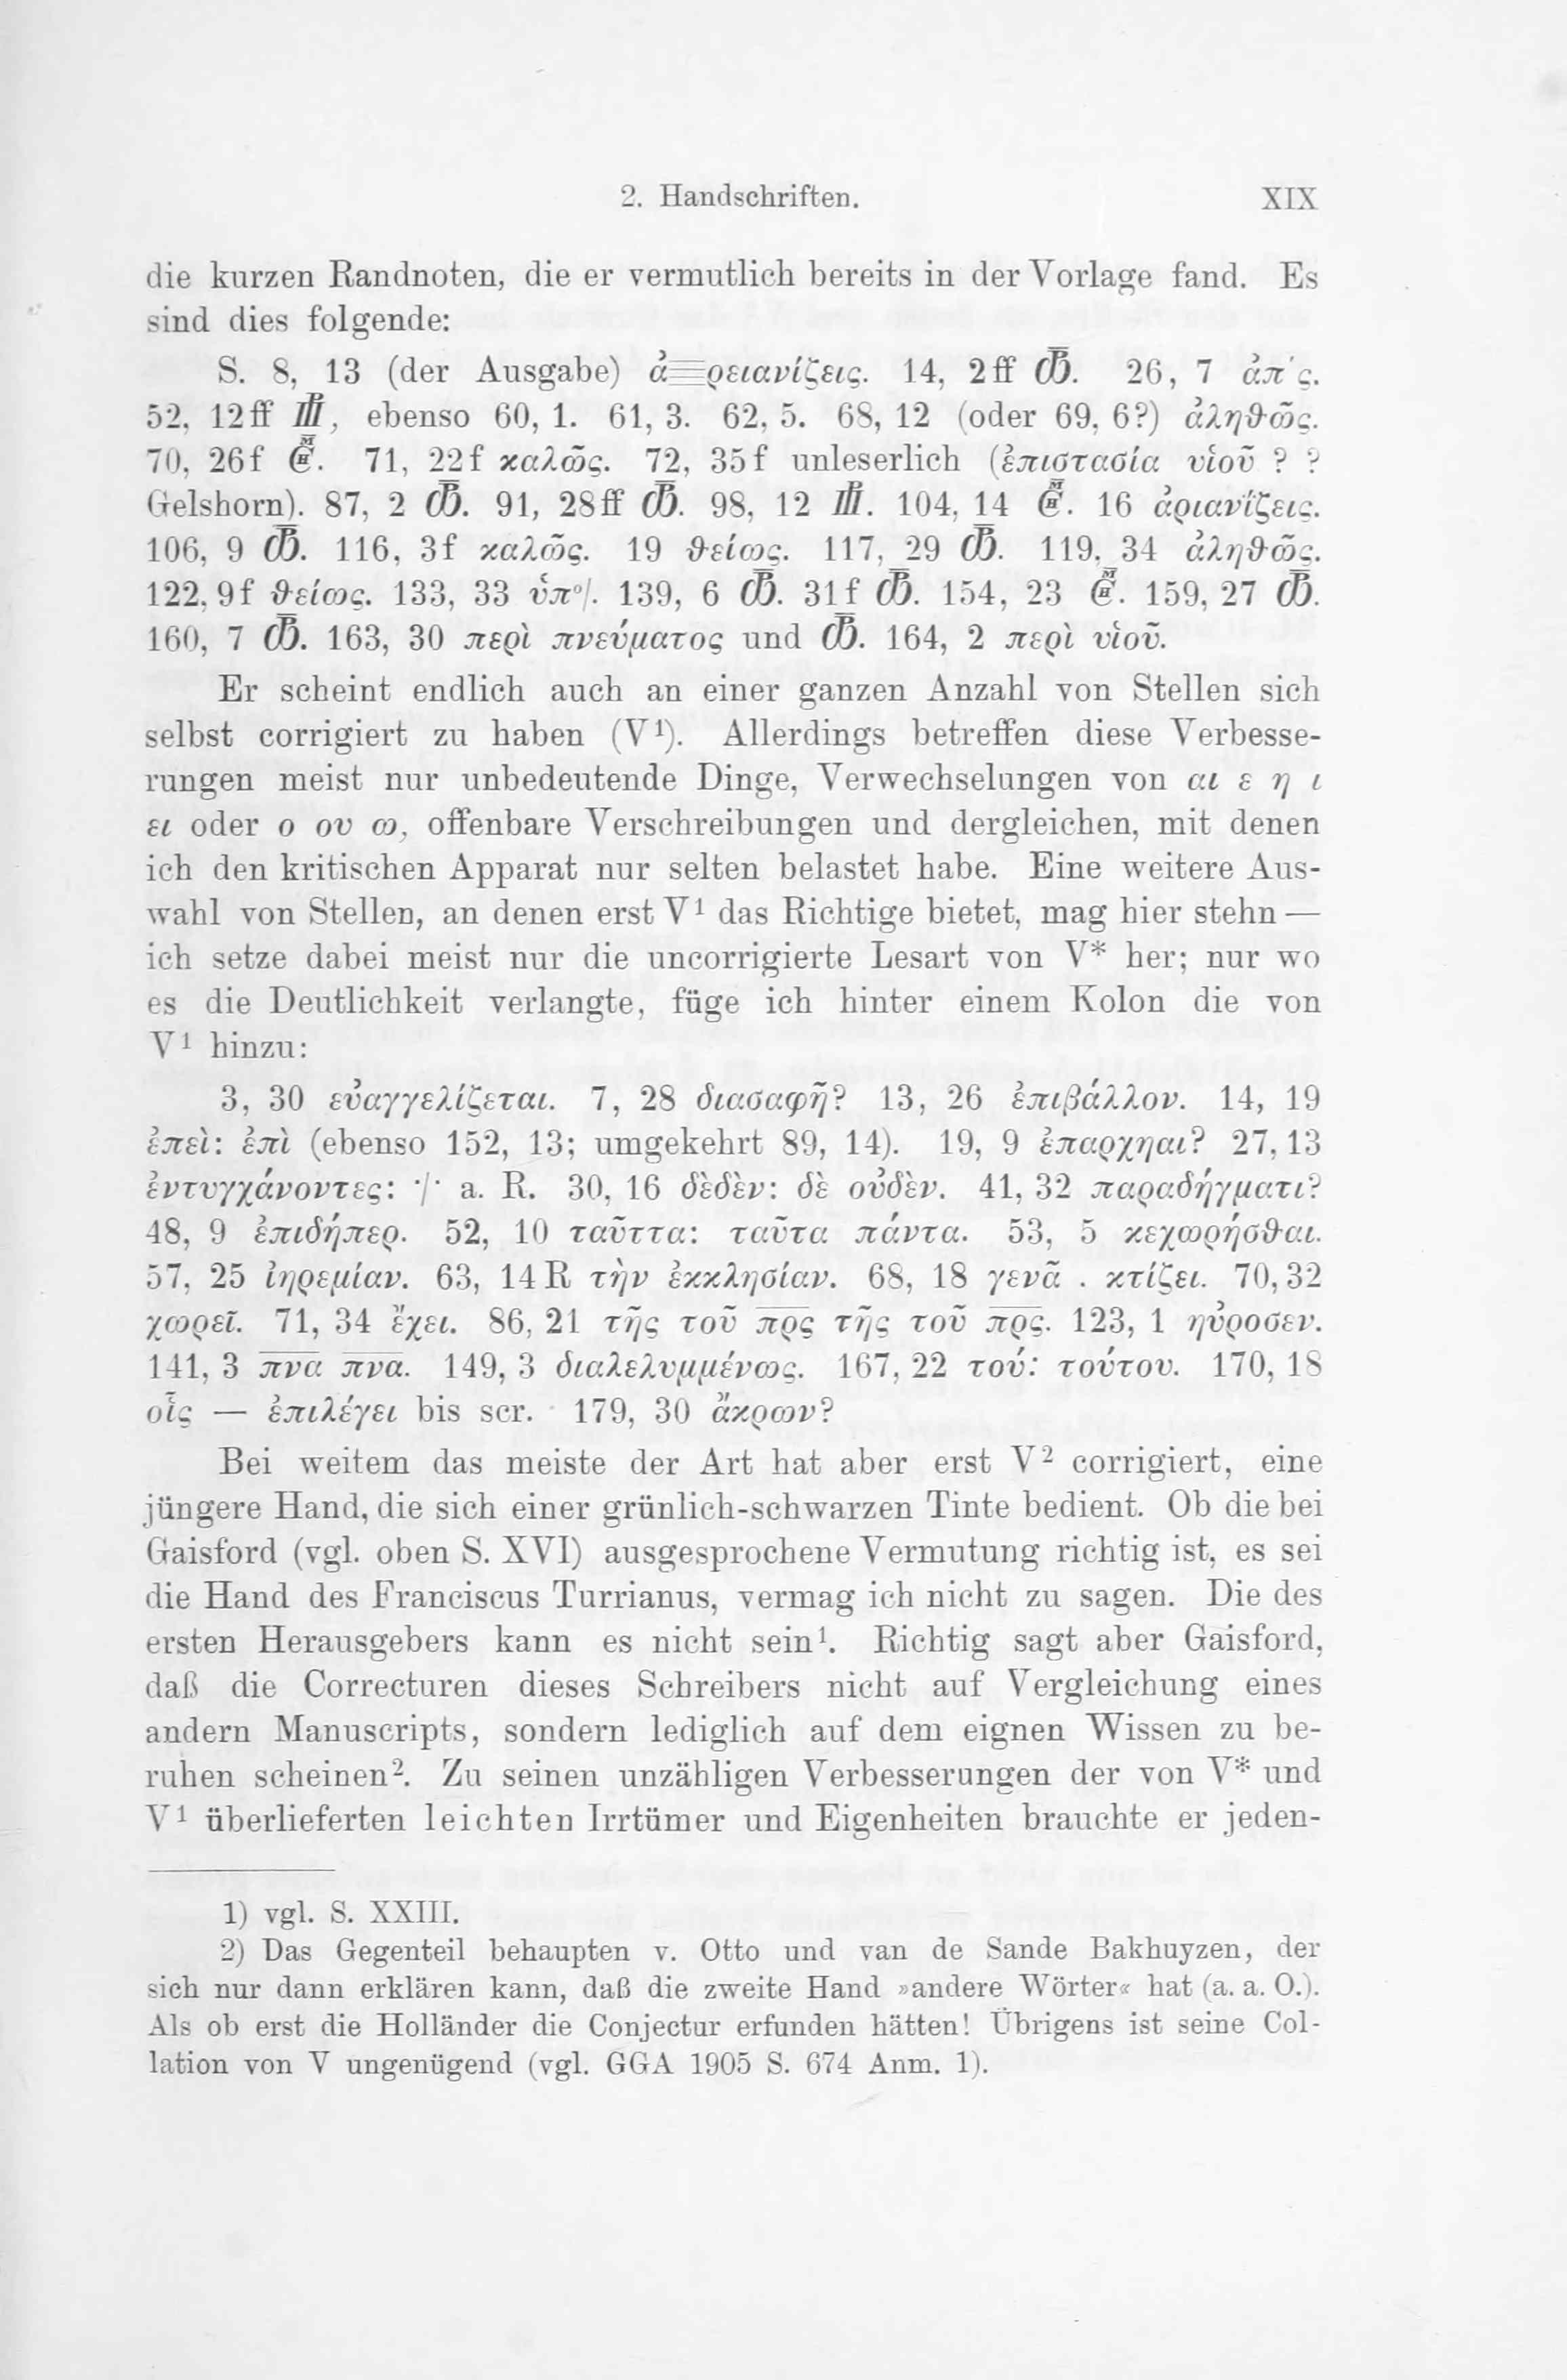 2. Handschriften. XIX
die kurzen Randnoten, die er vermutlich bereits in der Vorlage fand. Es
sind dies folgende:
S. 8, 13 (der Ausgabe) ἀ ρειανίζεις. 14, 2ff 26, 7 ἀπ᾽ς.
52, 12ff , ebenso 60, 1. 61, 3. 62, 5. 68, 12 (oder 69, 6?) ἀληθῶς.
70, 26f . 71, 22f καλῶς. 72, 35f unleserlich (ἐπιστασία υἱοῦ ? ?
Gelshorn). 87, 2 . 91, 28ff . 98, 12 . 104, 14 . 16 ἀριανίζεις.
106, 9 . 116, 3f καλῶς. 19 θείως. 117, 29 . 119, 34 ἀληθῶς.
122, 9f θείως. 133, 33 139, 6 . 31f . 154, 23 . 159, 27 .
160, 7 . 163, 30 περὶ πνεύματος und . 164, 2 περὶ υἱοῦ.
Er scheint endlich auch an einer ganzen Anzahl von Stellen sich
selbst corrigiert zu haben (V¹). Allerdings betreffen diese Verbesse-
rungen meist nur unbedeutende Dinge, Verwechselungen von αι ε η ι
ει oder ο ου ω, offenbare Verschreibungen und dergleichen, mit denen
ich den kritischen Apparat nur selten belastet habe. Eine weitere Aus-
wahl von Stellen, an denen erst V¹ das Richtige bietet, mag hier stehn —
ich setze dabei meist nur die uncorrigierte Lesart von V* her; nur wo
es die Deutlichkeit verlangte, füge ich hinter einem Kolon die von
V¹ hinzu:
3, 30 εὐαγγελίζεται. 7, 28 διασαφῆ? 13, 26 ἐπιβάλλον. 14, 19
ἐπεὶ: ἐπὶ (ebenso 152, 13; umgekehrt 89, 14). 19, 9 ἐπαρχηαι? 27, 13
ἐντυγχάνοντες: ·/· a. R. 30, 16 δὲδὲν: δὲ οὐδὲν. 41, 32 παραδήγματι?
48, 9 ἐπιδήπερ. 52, 10 ταῦττα: ταῦτα πάντα. 53, 5 κεχωρήσθαι.
57, 25 ἰηρεμίαν. 63, 14 R τὴν ἐκκλησίαν. 68, 18 γενᾶ . κτίζει. 70, 32
χωρεῖ. 71, 34 ἔχει. 86, 21 τῆς τοῦ π̅ρ̅ς̅ τῆς τοῦ π̅ρ̅ς̅. 123, 1 ηὐροσεν.
141, 3 π̅ν̅α̅ π̅ν̅α̅. 149, 3 διαλελυμμένως. 167, 22 τού: τούτου. 170, 18
οἷς — ἐπιλέγει bis scr. 179, 30 ἄκρων?
Bei weitem das meiste der Art hat aber erst V² corrigiert, eine
jüngere Hand, die sich einer grünlich-schwarzen Tinte bedient. Ob die bei
Gaisford (vgl. oben S. XVI) ausgesprochene Vermutung richtig ist, es sei
die Hand des Franciscus Turrianus, vermag ich nicht zu sagen. Die des
ersten Herausgebers kann es nicht sein¹. Richtig sagt aber Gaisford,
daß die Correcturen dieses Schreibers nicht auf Vergleichung eines
andern Manuscripts, sondern lediglich auf dem eignen Wissen zu be-
ruhen scheinen². Zu seinen unzähligen Verbesserungen der von V* und
V¹ überlieferten leichten Irrtümer und Eigenheiten brauchte er jeden-
1) vgl. S. XXIII.
2) Das Gegenteil behaupten v. Otto und van de Sande Bakhuyzen, der
sich nur dann erklären kann, daß die zweite Hand »andere Wörter« hat (a. a. O.).
Als ob erst die Holländer die Conjectur erfunden hätten! Übrigens ist seine Col-
lation von V ungenügend (vgl. GGA 1905 S. 674 Anm. 1).